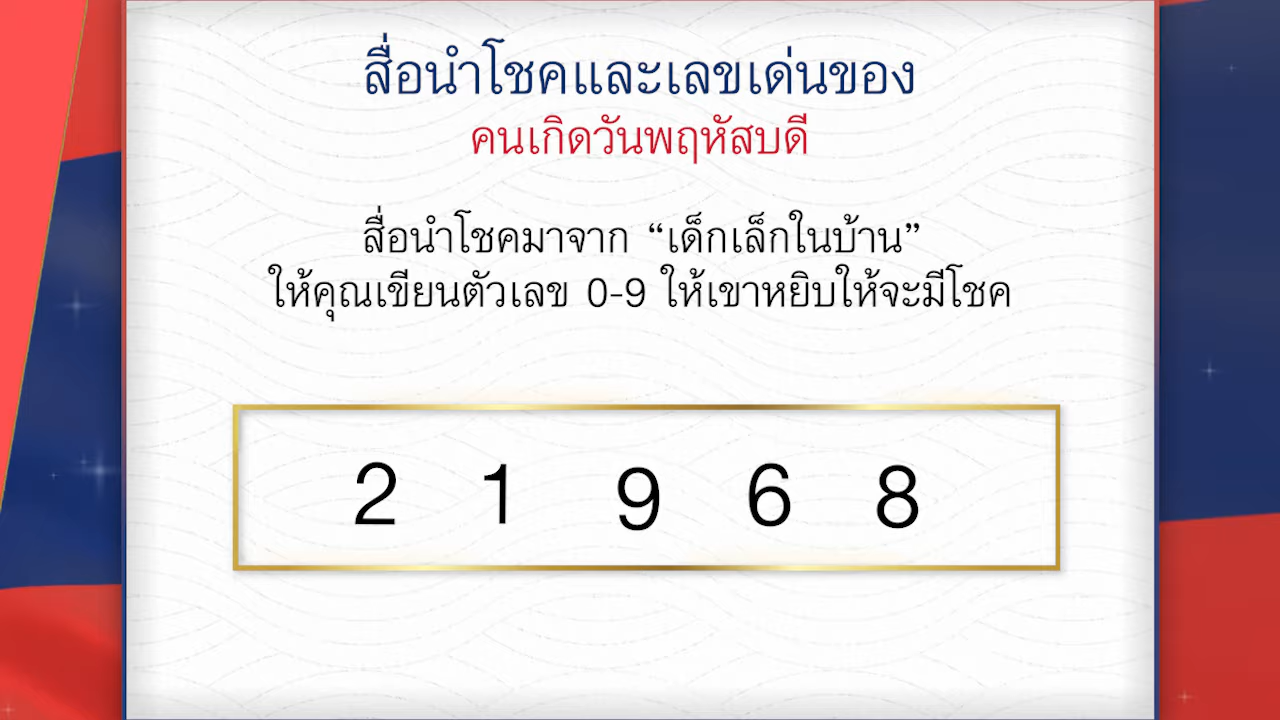 สื่อนำโชคและเลขเด่นของ
คนเกิดวันพฤหัสบดี
สื่อนำโชคมาจาก “เด็กเล็กในบ้าน”
ให้คุณเขียนตัวเลข 0-9 ให้เขาหยิบให้จะมีโชค
2 1 9 6 8